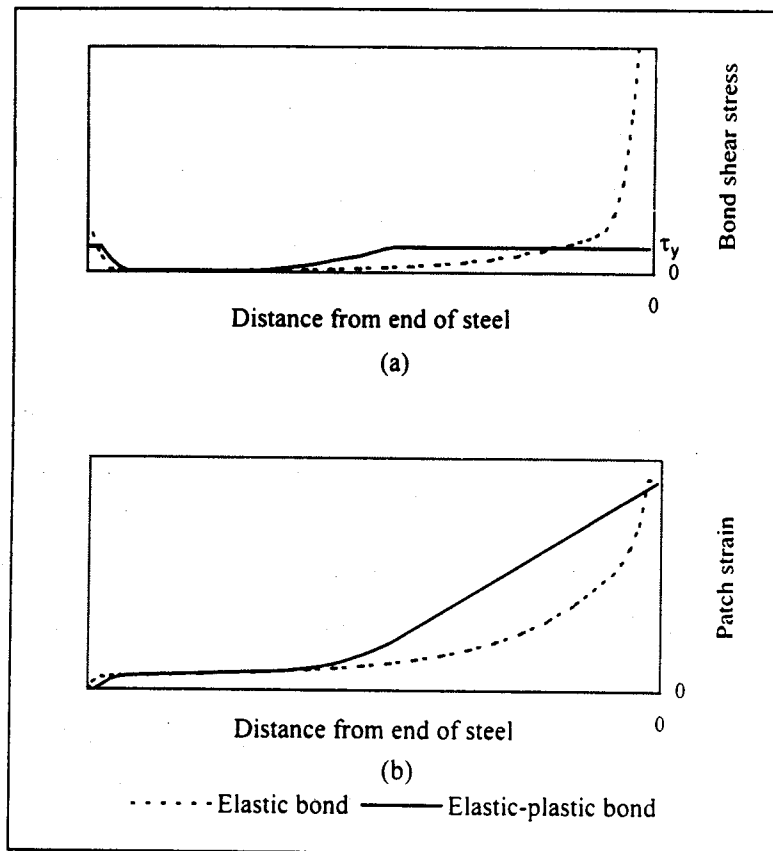 Bond shear stress
τy
0
0
Distance from end of steel
(a)
Patch strain
0
0
Distance from end of steel
(b)
Elastic bond
Elastic-plastic bond